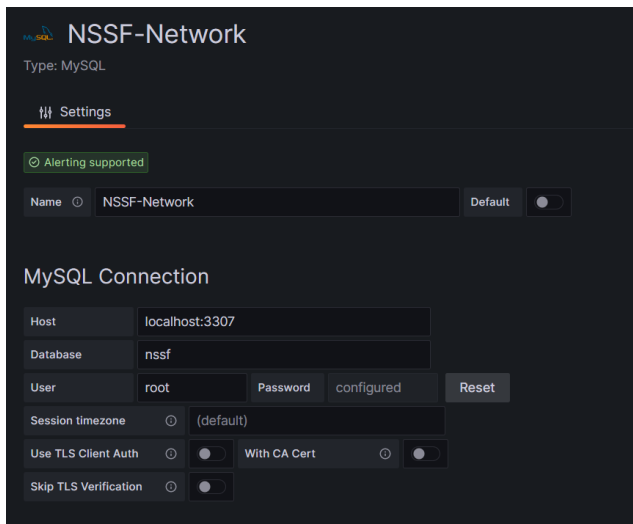 MySQL NSSF-Network
Type: MySQL
Settings
Alerting supported
Name NSSF-Network Default
MySQL Connection
Host localhost:3307
Database nssf
User root Password configured Reset
Session timezone (default)
Use TLS Client Auth With CA Cert
Skip TLS Verification